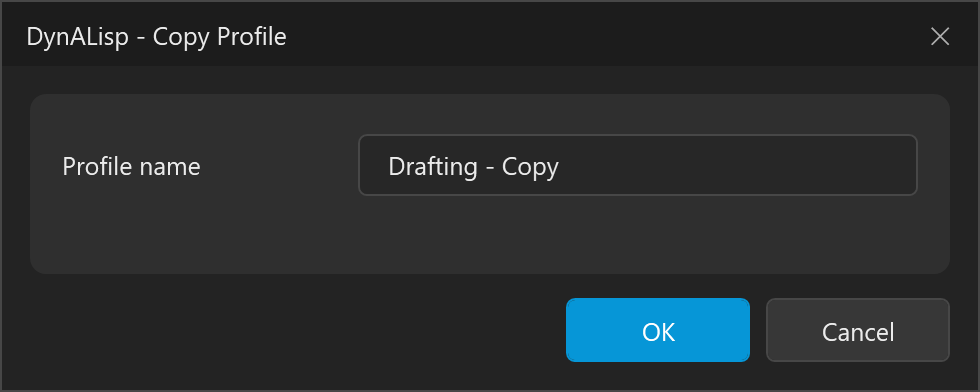 DynALisp - Copy Profile
Profile name
Drafting - Copy
OK
Cancel